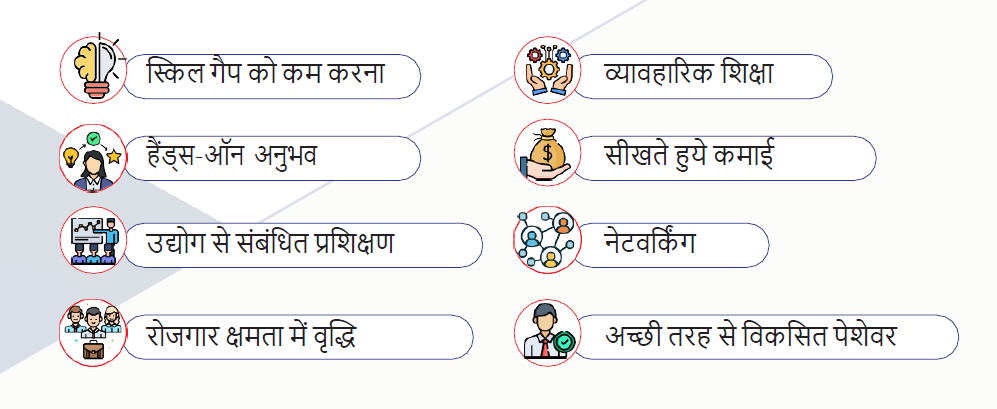 स्किल गैप को कम करना
हैंड्स-ऑन अनुभव
उद्योग से संबंधित प्रशिक्षण
रोजगार क्षमता में वृद्धि
व्यावहारिक शिक्षा
सीखते हुये कमाई
नेटवर्किंग
अच्छी तरह से विकसित पेशेवर